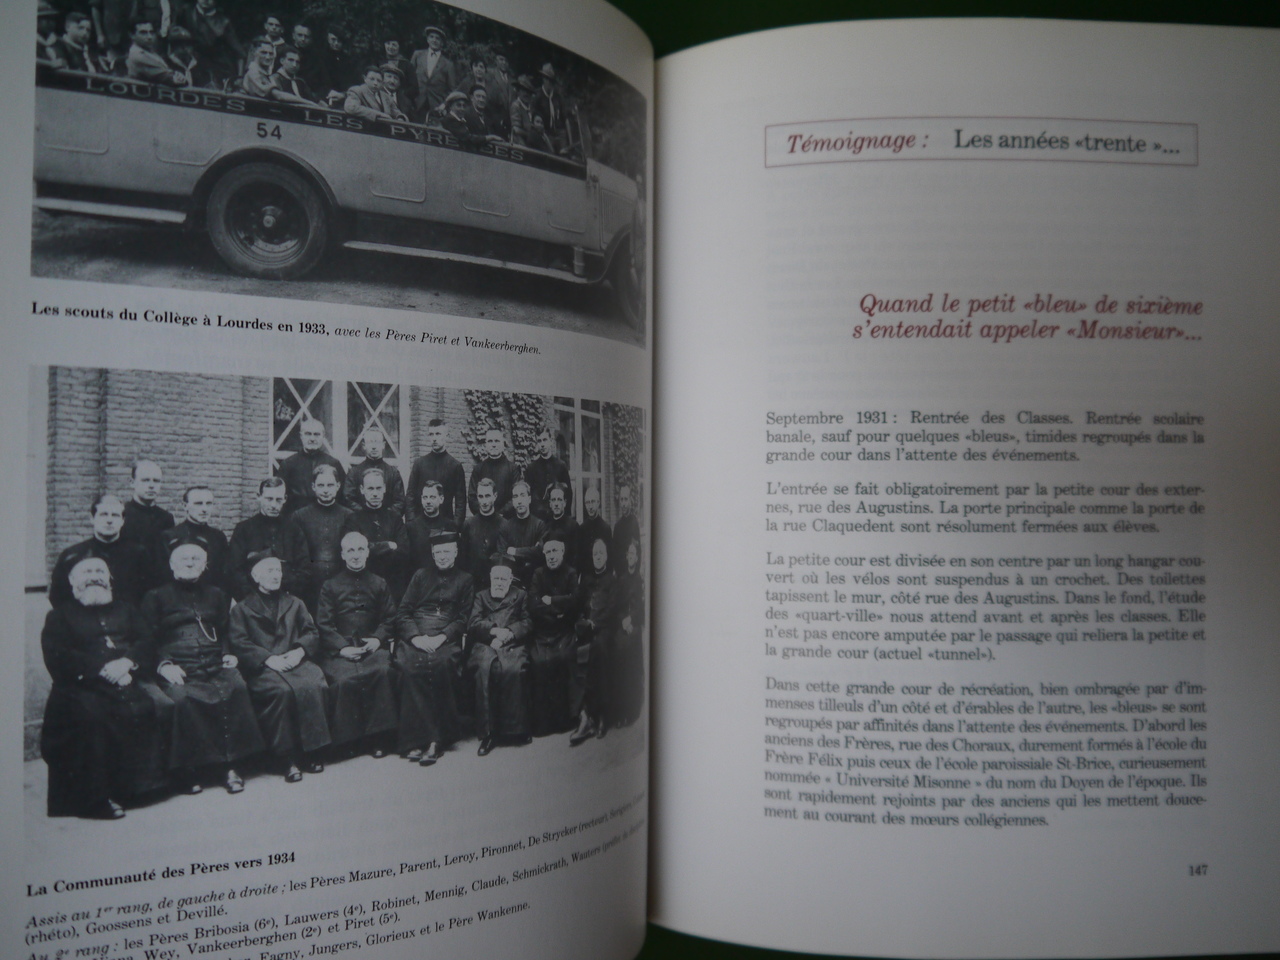 LOURDES - LES PYRENEES
54
Les scouts du Collège à Lourdes en 1933, avec les Pères Piret et Vankeerberghen.
La Communauté des Pères vers 1934
Assis au 1er rang, de gauche à droite : les Pères Mazure, Parent, Leroy, Pironnet, De Strycker (recteur),
(rhéto), Goossens et Devillé.
Au 2e rang : les Pères Bribosia (6e), Lauwers (4e), Robinet, Mennig, Claude, Schmickrath, Wauters
Wey, Vankeerberghen (2e) et Piret (5e).
Fagny, Jungers, Glorieux et le Père Wankenne.
Témoignage : Les années «trente »...
Quand le petit «bleu» de sixième
s'entendait appeler «Monsieur»...
Septembre 1931 : Rentrée des Classes. Rentrée scolaire
banale, sauf pour quelques «bleus», timides regroupés dans la
grande cour dans l'attente des événements.
L'entrée se fait obligatoirement par la petite cour des exter-
nes, rue des Augustins. La porte principale comme la porte de
la rue Claquedent sont résolument fermées aux élèves.
La petite cour est divisée en son centre par un long hangar cou-
vert où les vélos sont suspendus à un crochet. Des toilettes
tapissent le mur, côté rue des Augustins. Dans le fond, l'étude
des «quart-ville» nous attend avant et après les classes. Elle
n'est pas encore amputée par le passage qui reliera la petite et
la grande cour (actuel «tunnel»).
Dans cette grande cour de récréation, bien ombragée par d'im-
menses tilleuls d'un côté et d'érables de l'autre, les «bleus» se sont
regroupés par affinités dans l'attente des événements. D'abord les
anciens des Frères, rue des Choraux, durement formés à l'école du
Frère Félix puis ceux de l'école paroissiale St-Brice, curieusement
nommée « Université Misonne » du nom du Doyen de l'époque. Ils
sont rapidement rejoints par des anciens qui les mettent douce-
ment au courant des mœurs collégiennes.
147